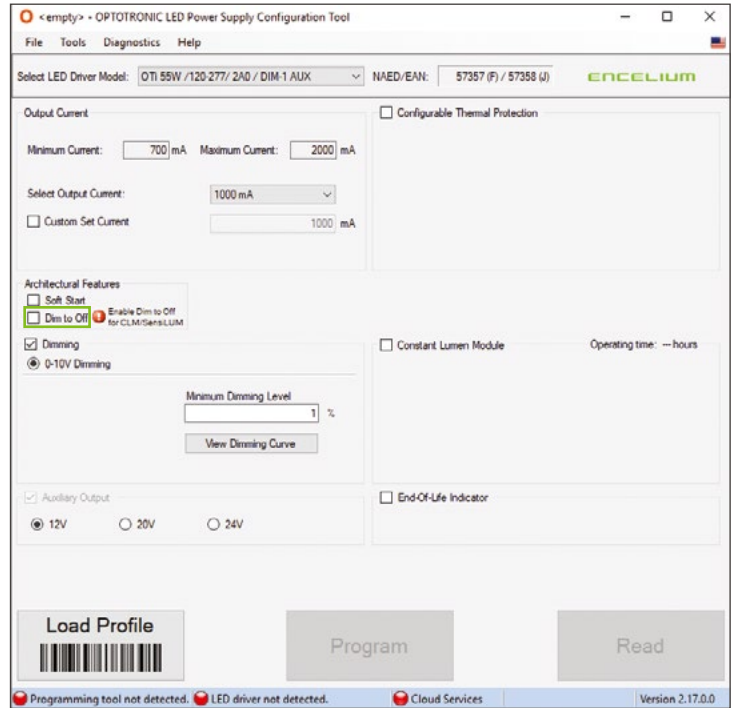 <empty> - OPTOTRONIC LED Power Supply Configuration Tool
File Tools Diagnostics Help
Select LED Driver Model: OTi 55W /120-277/ 2A0 / DIM-1 AUX NAED/EAN: 57357 (F) / 57358 (J) ENCELIUM
Output Current
Minimum Current: 700 mA Maximum Current: 2000 mA
Select Output Current: 1000 mA
Custom Set Current 1000 mA
Configurable Thermal Protection
Architectural Features
Soft Start
Dim to Off Enable Dim to Off
for CLM/SensiLUM
Dimming
0-10V Dimming
Minimum Dimming Level
1 %
View Dimming Curve
Constant Lumen Module Operating time: --- hours
Auxiliary Output
12V 20V 24V
End-Of-Life Indicator
Load Profile
Program
Read
Programming tool not detected. LED driver not detected. Cloud Services Version 2.17.0.0